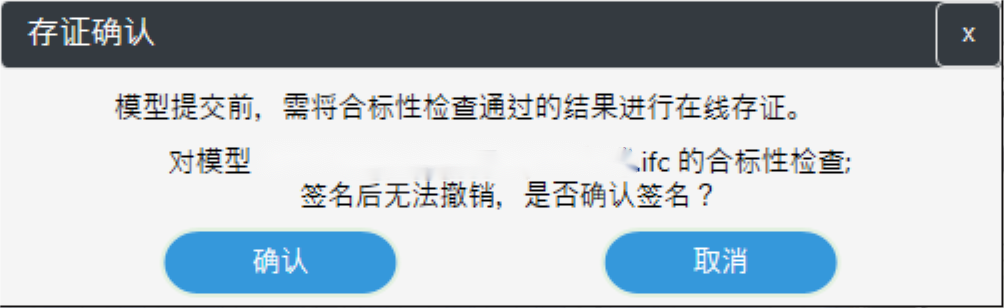 存证确认
x
模型提交前，需将合标性检查通过的结果进行在线存证。
对模型 .ifc 的合标性检查;
签名后无法撤销，是否确认签名？
确认
取消